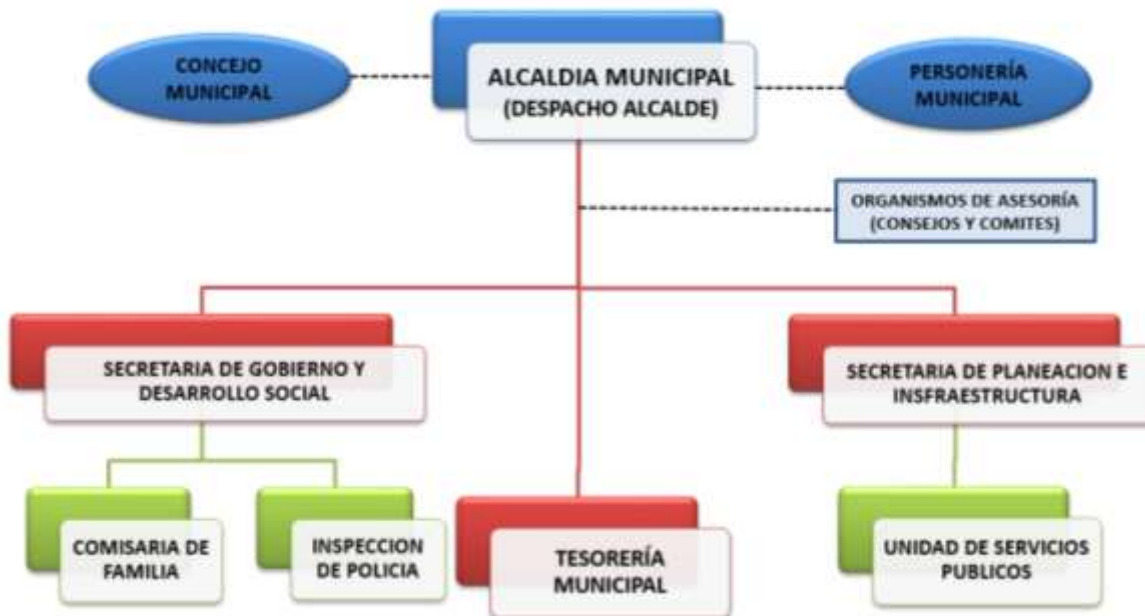 CONCEJO
MUNICIPAL
ALCALDIA MUNICIPAL
(DESPACHO ALCALDE)
PERSONERÍA
MUNICIPAL
ORGANISMOS DE ASESORÍA
(CONSEJOS Y COMITES)
SECRETARIA DE GOBIERNO Y
DESARROLLO SOCIAL
SECRETARIA DE PLANEACION E
INSFRAESTRUCTURA
COMISARIA DE
FAMILIA
INSPECCION
DE POLICIA
TESORERÍA
MUNICIPAL
UNIDAD DE SERVICIOS
PUBLICOS